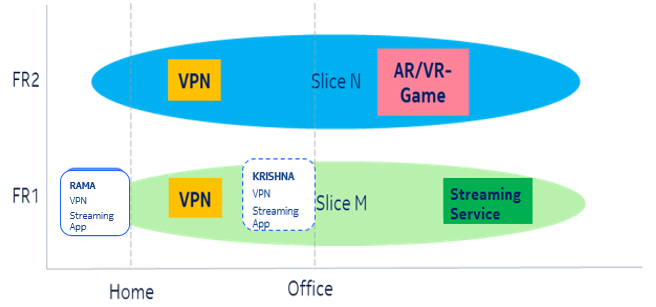 FR2
VPN
Slice N
AR/VR-
Game
FR1
RAMA
VPN
Streaming
App
VPN
KRISHNA
VPN
Streaming
App
Slice M
Streaming
Service
Home
Office